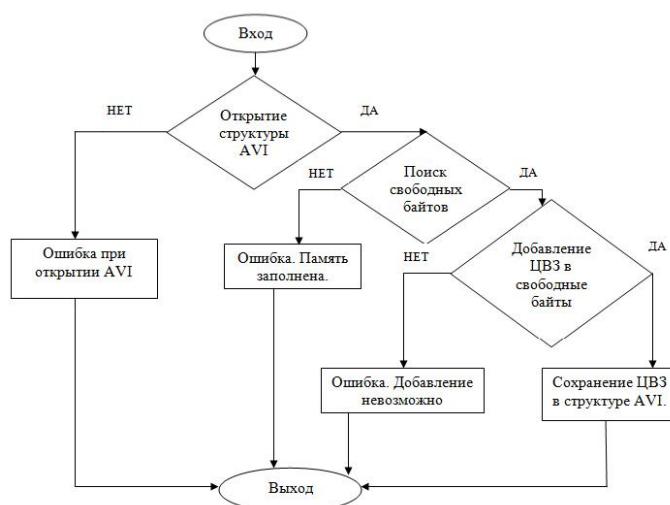 Вход
НЕТ
Открытие
структуры
AVI
ДА
НЕТ
Поиск
свободных
байтов
ДА
Ошибка при
открытии AVI
Ошибка. Память
заполнена.
НЕТ
Добавление
ЦВЗ в
свободные
байты
ДА
Ошибка. Добавление
невозможно
Сохранение ЦВЗ
в структуре AVI.
Выход